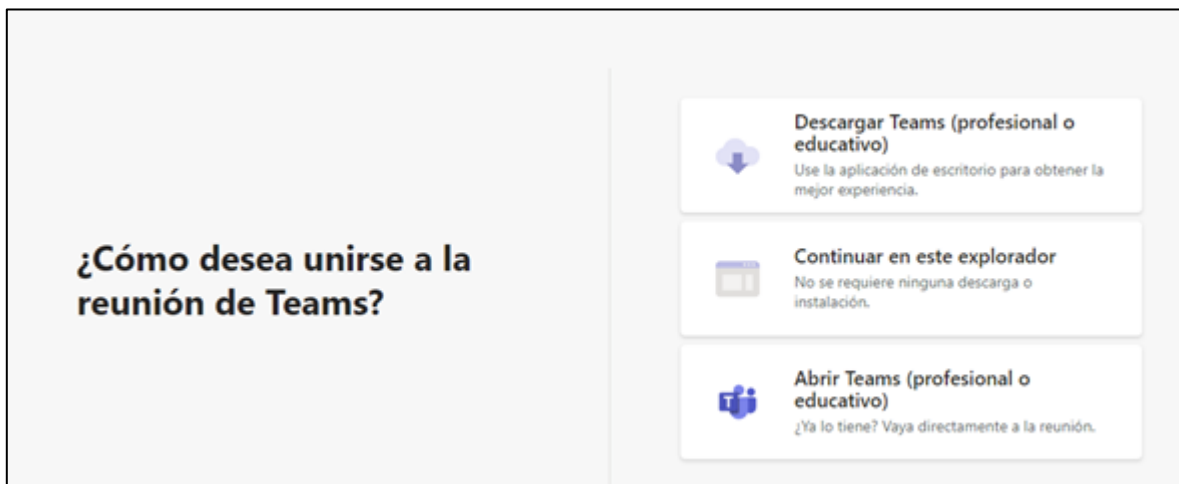 ¿Cómo desea unirse a la
reunión de Teams?
Descargar Teams (profesional o
educativo)
Use la aplicación de escritorio para obtener la
mejor experiencia.
Continuar en este explorador
No se requiere ninguna descarga o
instalación.
Abrir Teams (profesional o
educativo)
¿Ya lo tiene? Vaya directamente a la reunión.